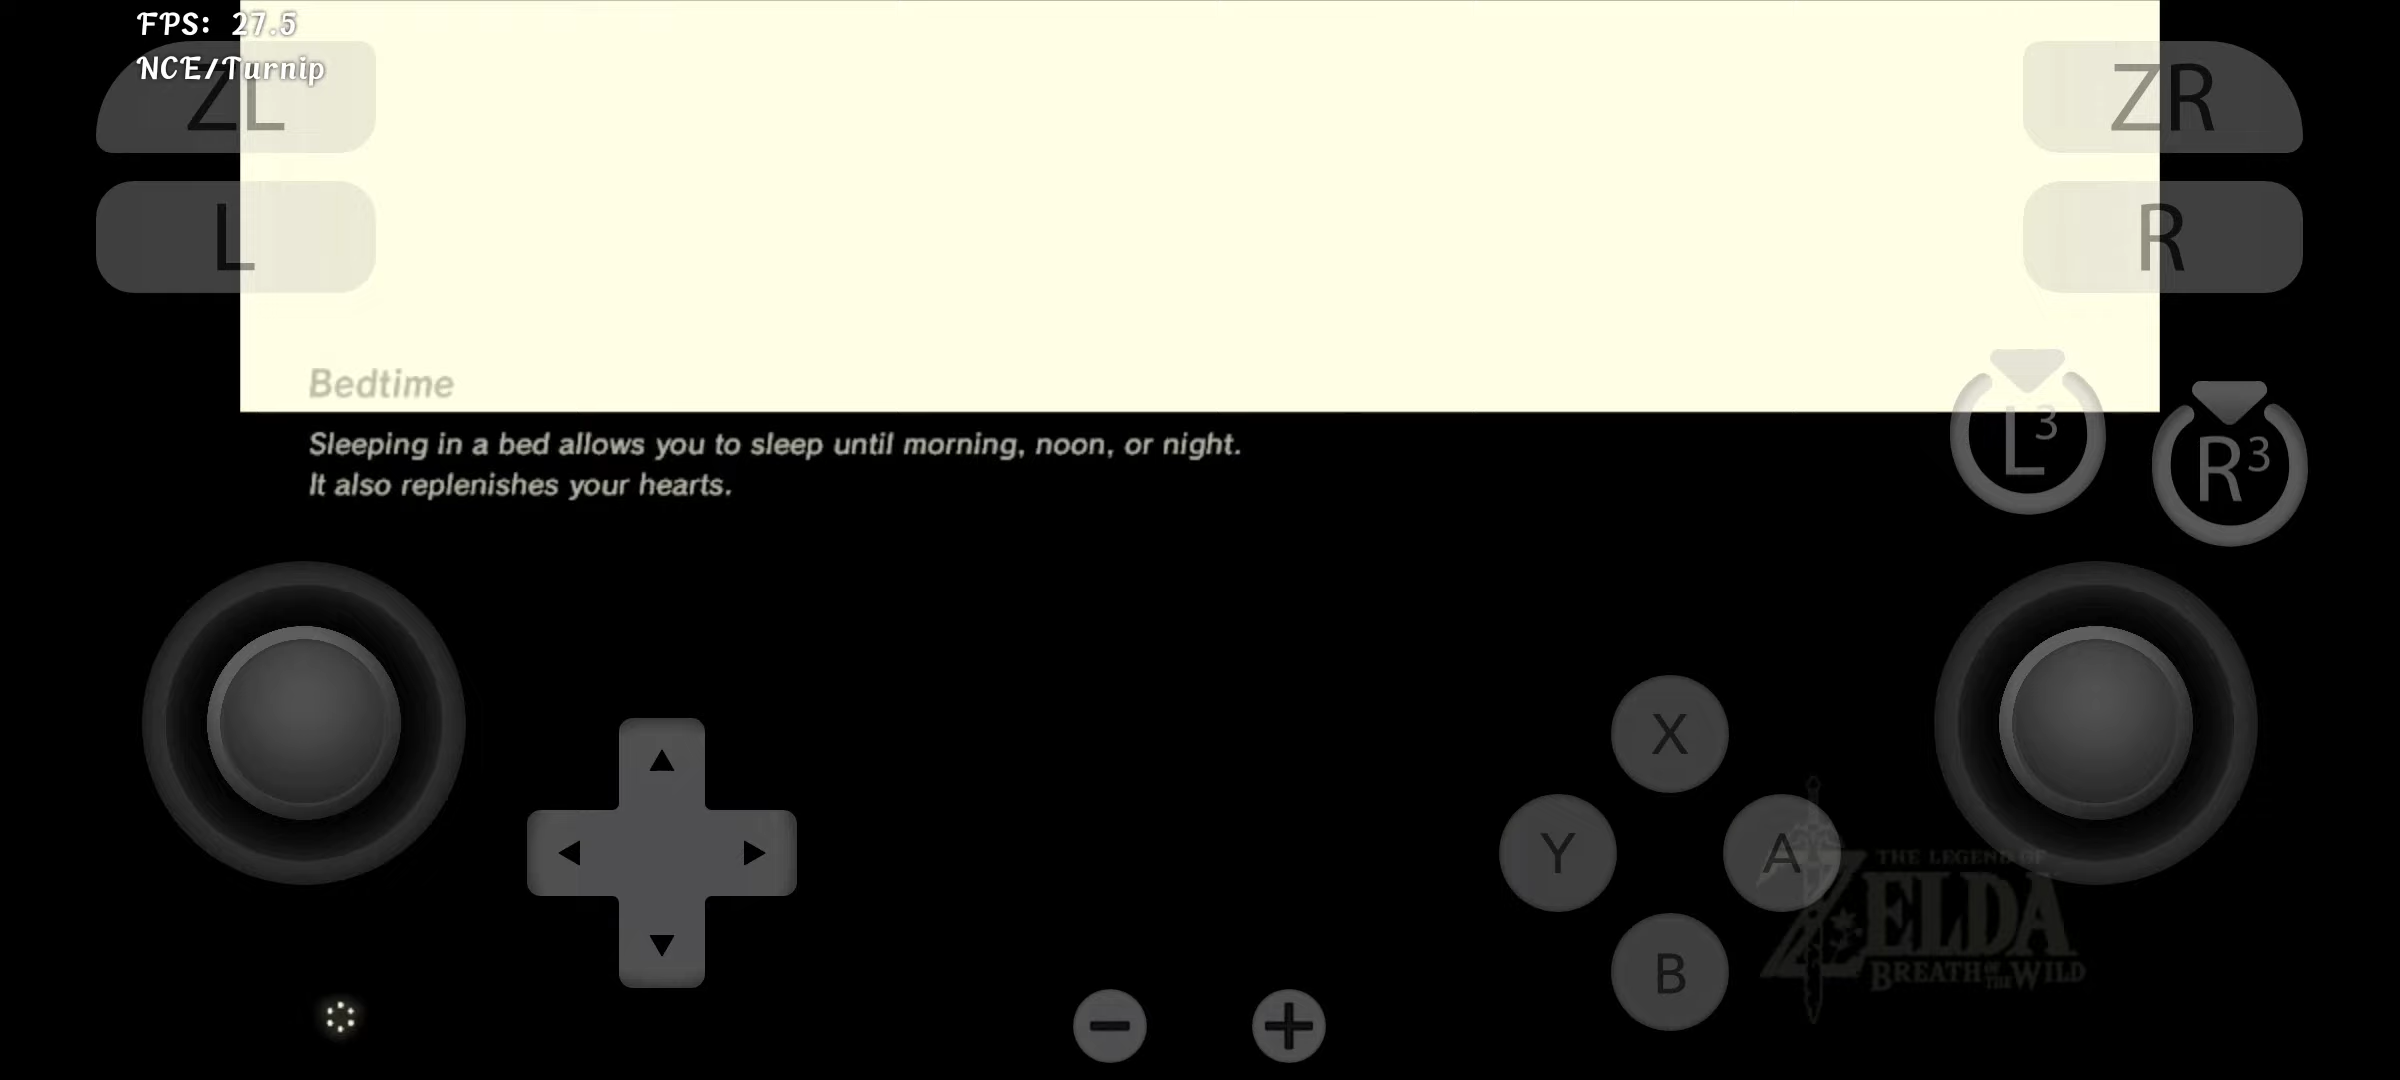 FPS: 27.5
NCE/Turnip
ZL
ZR
L
R
Bedtime
L3
R3
Sleeping in a bed allows you to sleep until morning, noon, or night.
It also replenishes your hearts.
X
Y
A
B
THE LEGEND OF
ZELDA
BREATH OF THE WILD